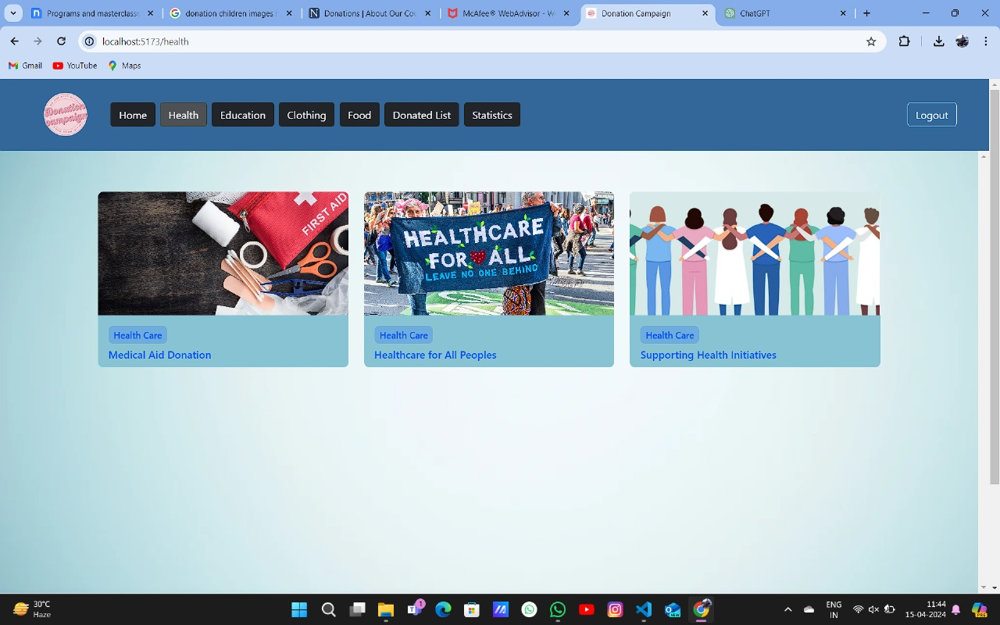 Programs and masterclass
donation children images
Donations | About Our Co
McAfee® WebAdvisor - W
Donation Campaign
ChatGPT
localhost:5173/health
Gmail
YouTube
Maps
Donation
campaign
Home
Health
Education
Clothing
Food
Donated List
Statistics
Logout
FIRST AID
HEALTHCARE
FOR ALL
LEAVE NO ONE BEHIND
Health Care
Medical Aid Donation
Health Care
Healthcare for All Peoples
Health Care
Supporting Health Initiatives
30°C
Haze
1
NEW
ENG
IN
11:44
15-04-2024
PRE